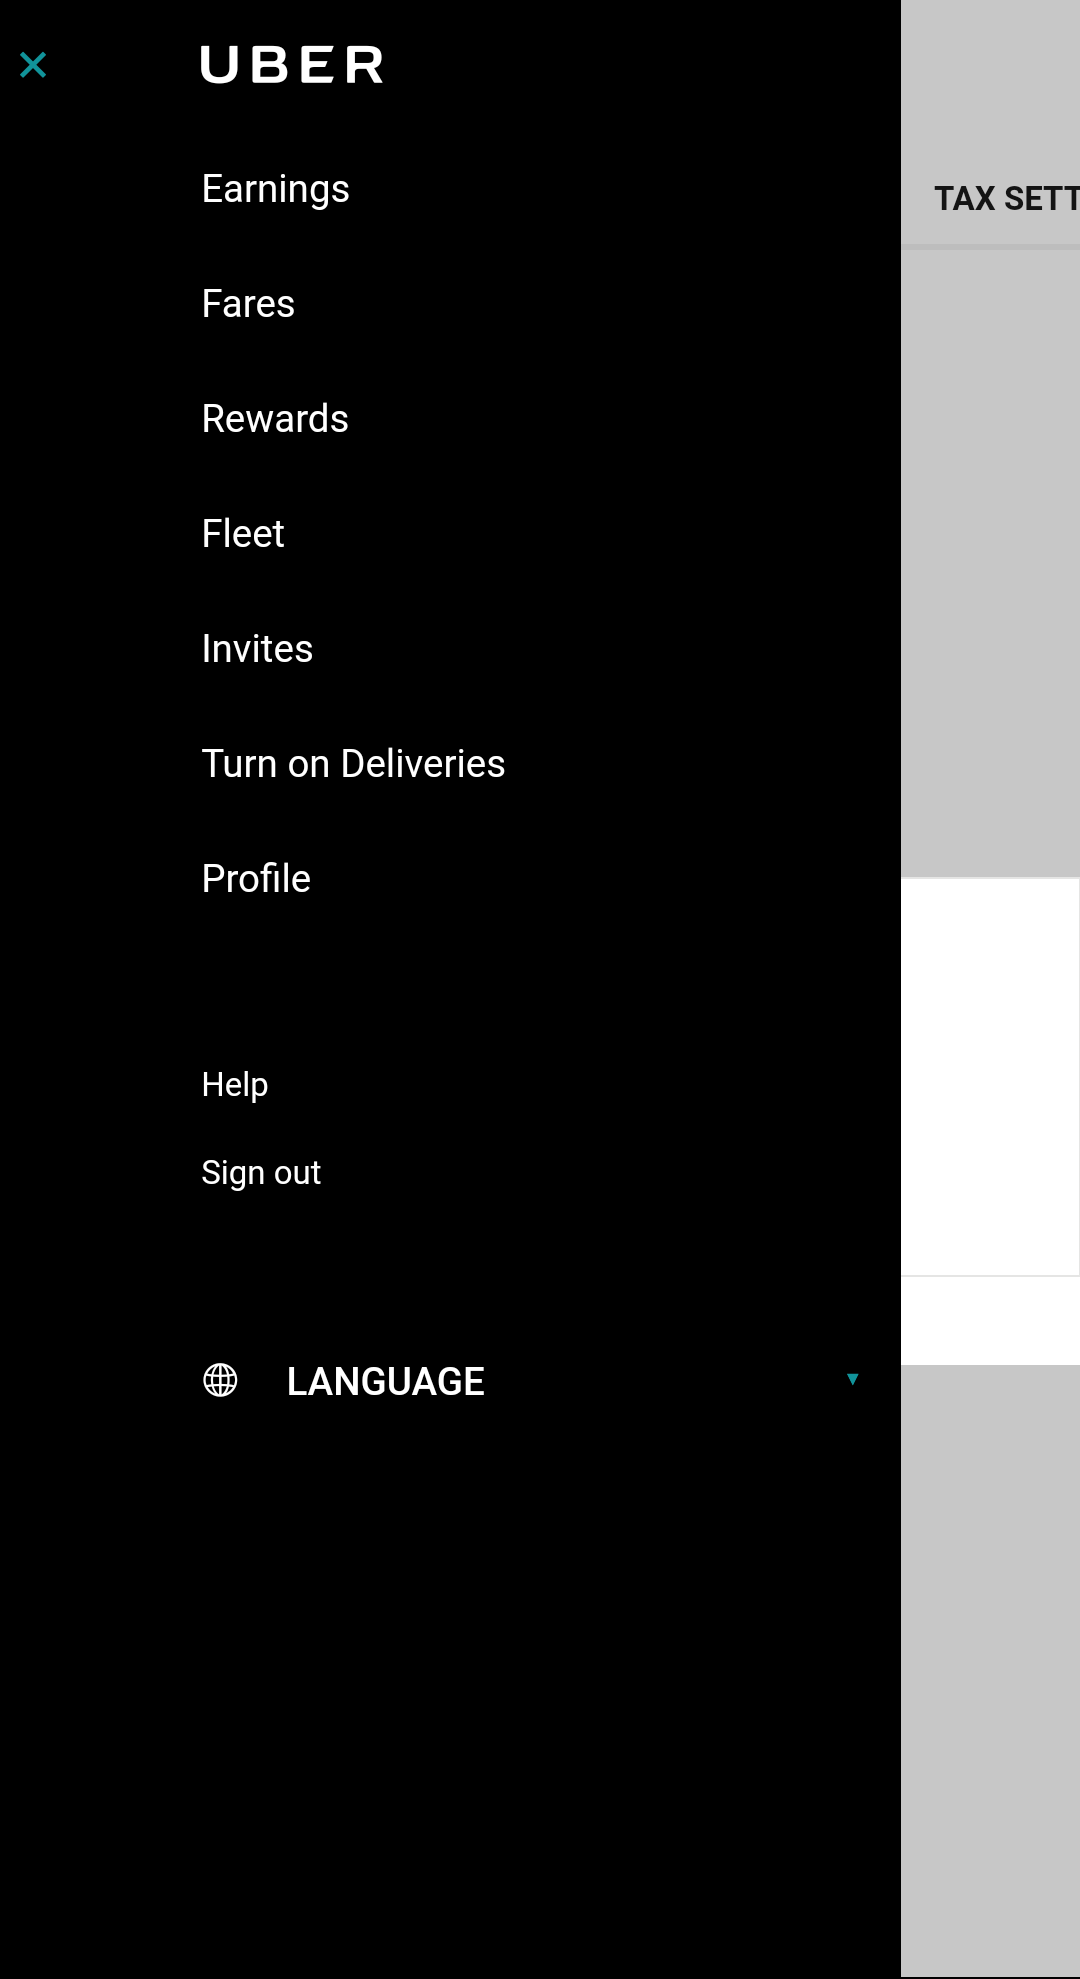 UBER
Earnings
Fares
Rewards
Fleet
Invites
Turn on Deliveries
Profile
Help
Sign out
LANGUAGE
TAX SETT